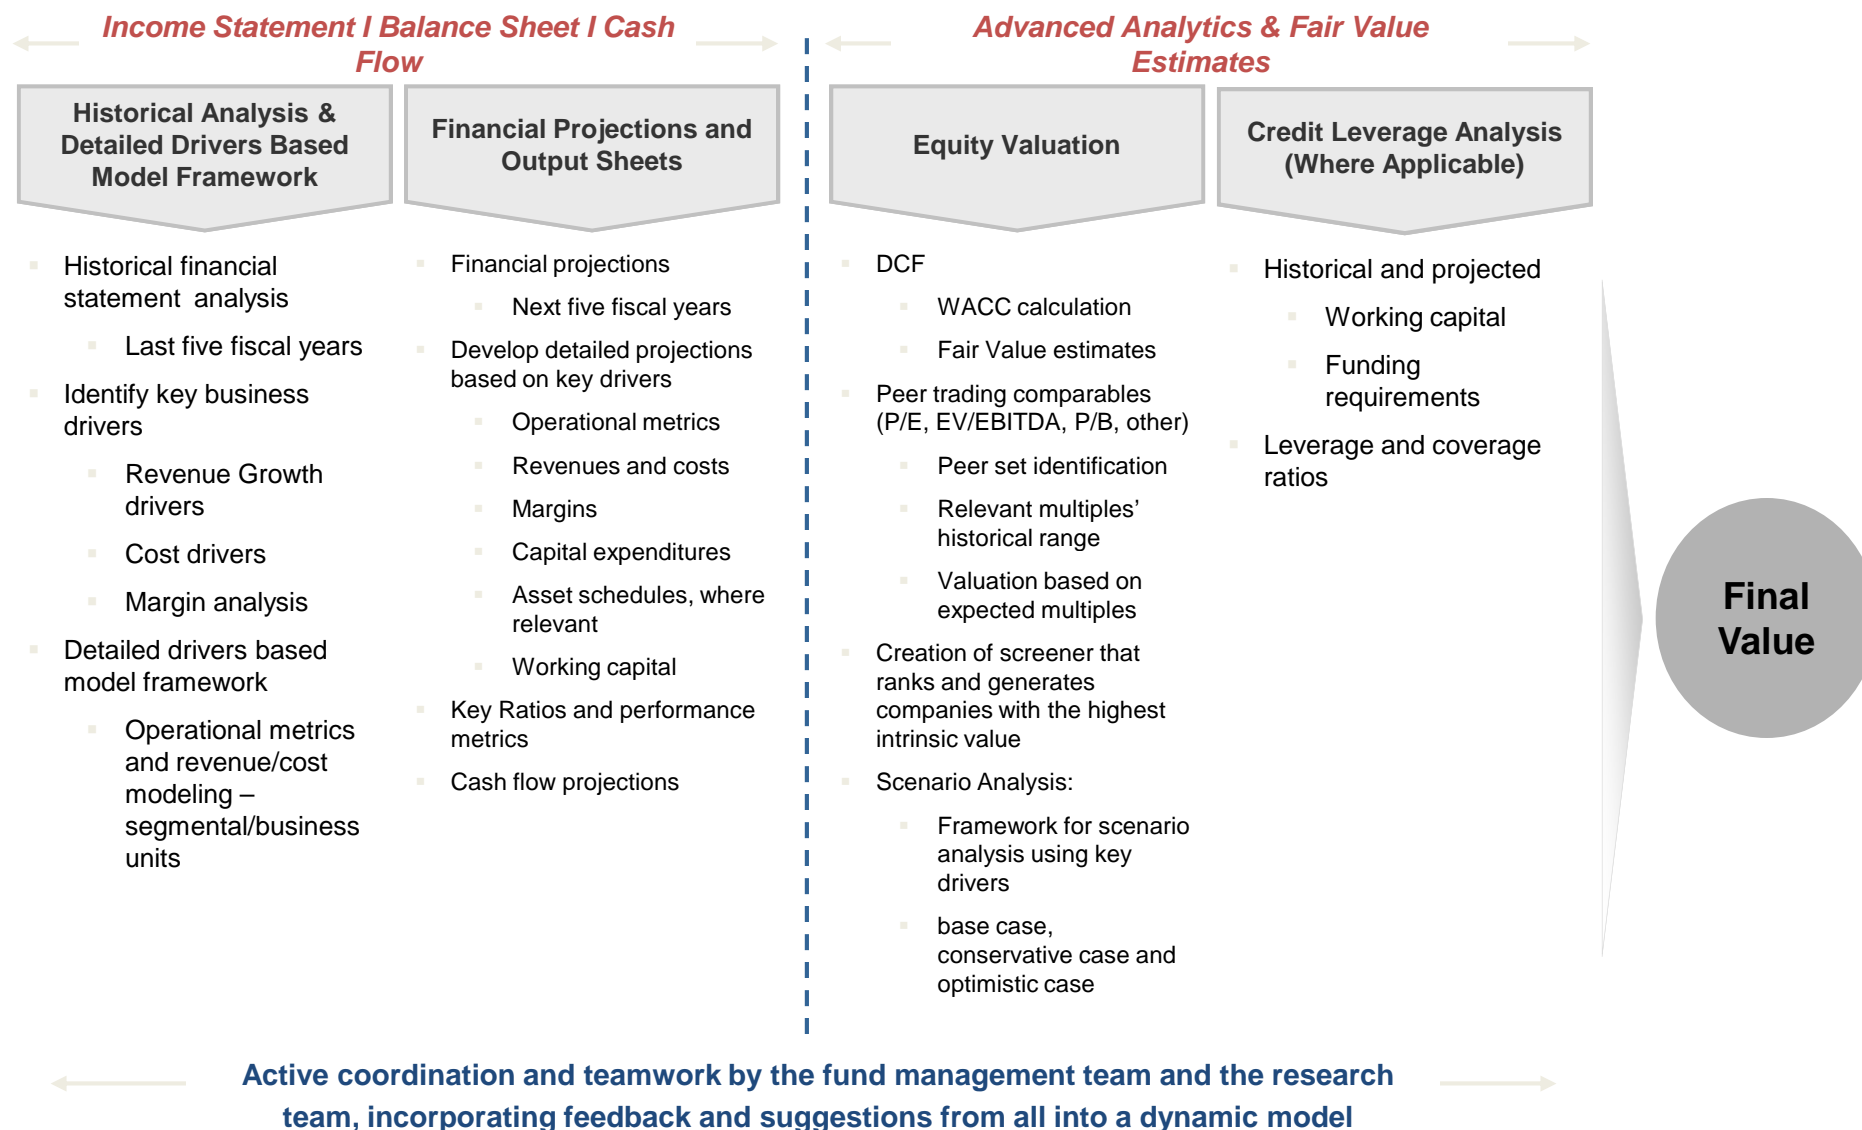 Income Statement I Balance Sheet I Cash
Flow
Advanced Analytics & Fair Value
Estimates
Historical Analysis &
Detailed Drivers Based
Model Framework
Financial Projections and
Output Sheets
Equity Valuation
Credit Leverage Analysis
(Where Applicable)
Historical financial
statement analysis
Last five fiscal years
Identify key business
drivers
Revenue Growth
drivers
Cost drivers
Margin analysis
Detailed drivers based
model framework
Operational metrics
and revenue/cost
modeling –
segmental/business
units
Financial projections
Next five fiscal years
Develop detailed projections
based on key drivers
Operational metrics
Revenues and costs
Margins
Capital expenditures
Asset schedules, where
relevant
Working capital
Key Ratios and performance
metrics
Cash flow projections
DCF
WACC calculation
Fair Value estimates
Peer trading comparables
(P/E, EV/EBITDA, P/B, other)
Peer set identification
Relevant multiples’
historical range
Valuation based on
expected multiples
Creation of screener that
ranks and generates
companies with the highest
intrinsic value
Scenario Analysis:
Framework for scenario
analysis using key
drivers
base case,
conservative case and
optimistic case
Historical and projected
Working capital
Funding
requirements
Leverage and coverage
ratios
Final
Value
Active coordination and teamwork by the fund management team and the research
team, incorporating feedback and suggestions from all into a dynamic model